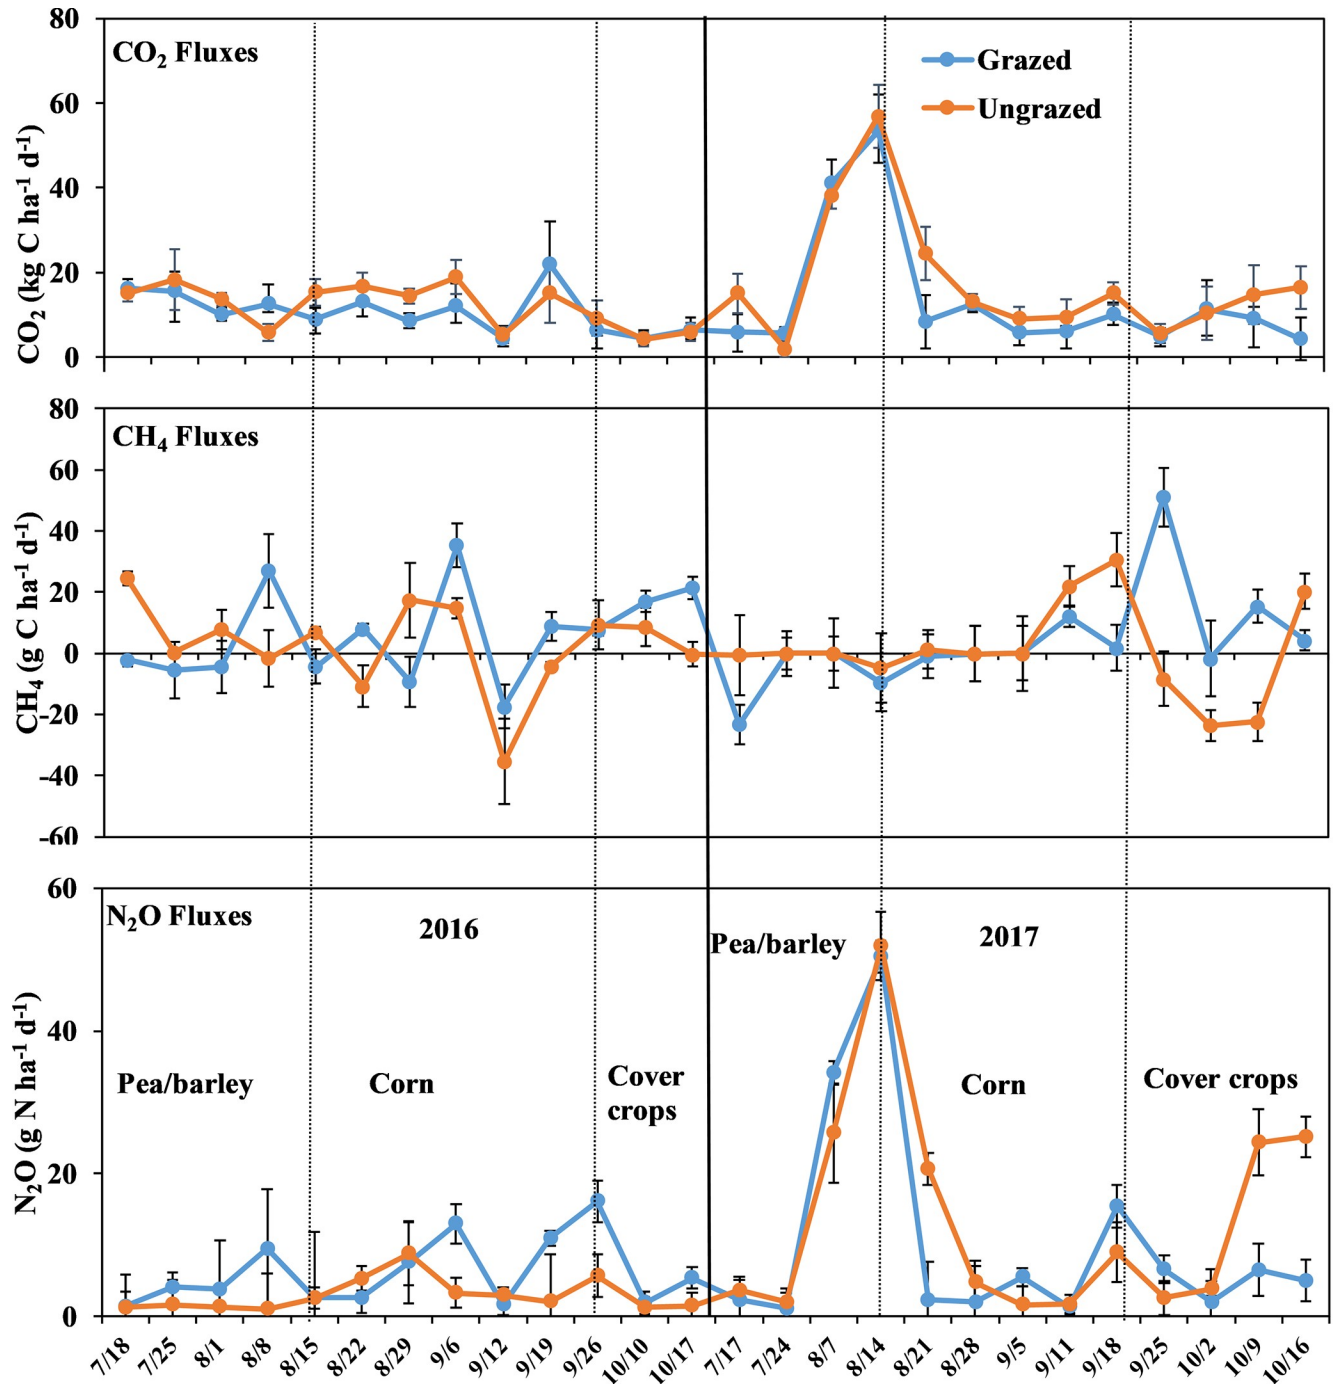 80
CO2 Fluxes
Grazed
60
Ungrazed
40
20
0
CO2 (kg C ha-1 d-1)
80
CH4 Fluxes
60
40
20
0
-20
-40
-60
CH4 (g C ha-1 d-1)
60
N2O Fluxes
2016
Pea/barley
2017
40
Pea/barley
Corn
Cover
crops
Corn
Cover crops
20
0
N2O (g N ha-1 d-1)
7/18 7/25 8/1 8/8 8/15 8/22 8/29 9/6 9/12 9/19 9/26 10/10 10/17 7/17 7/24 8/7 8/14 8/21 8/28 9/5 9/11 9/18 9/25 10/2 10/9 10/16